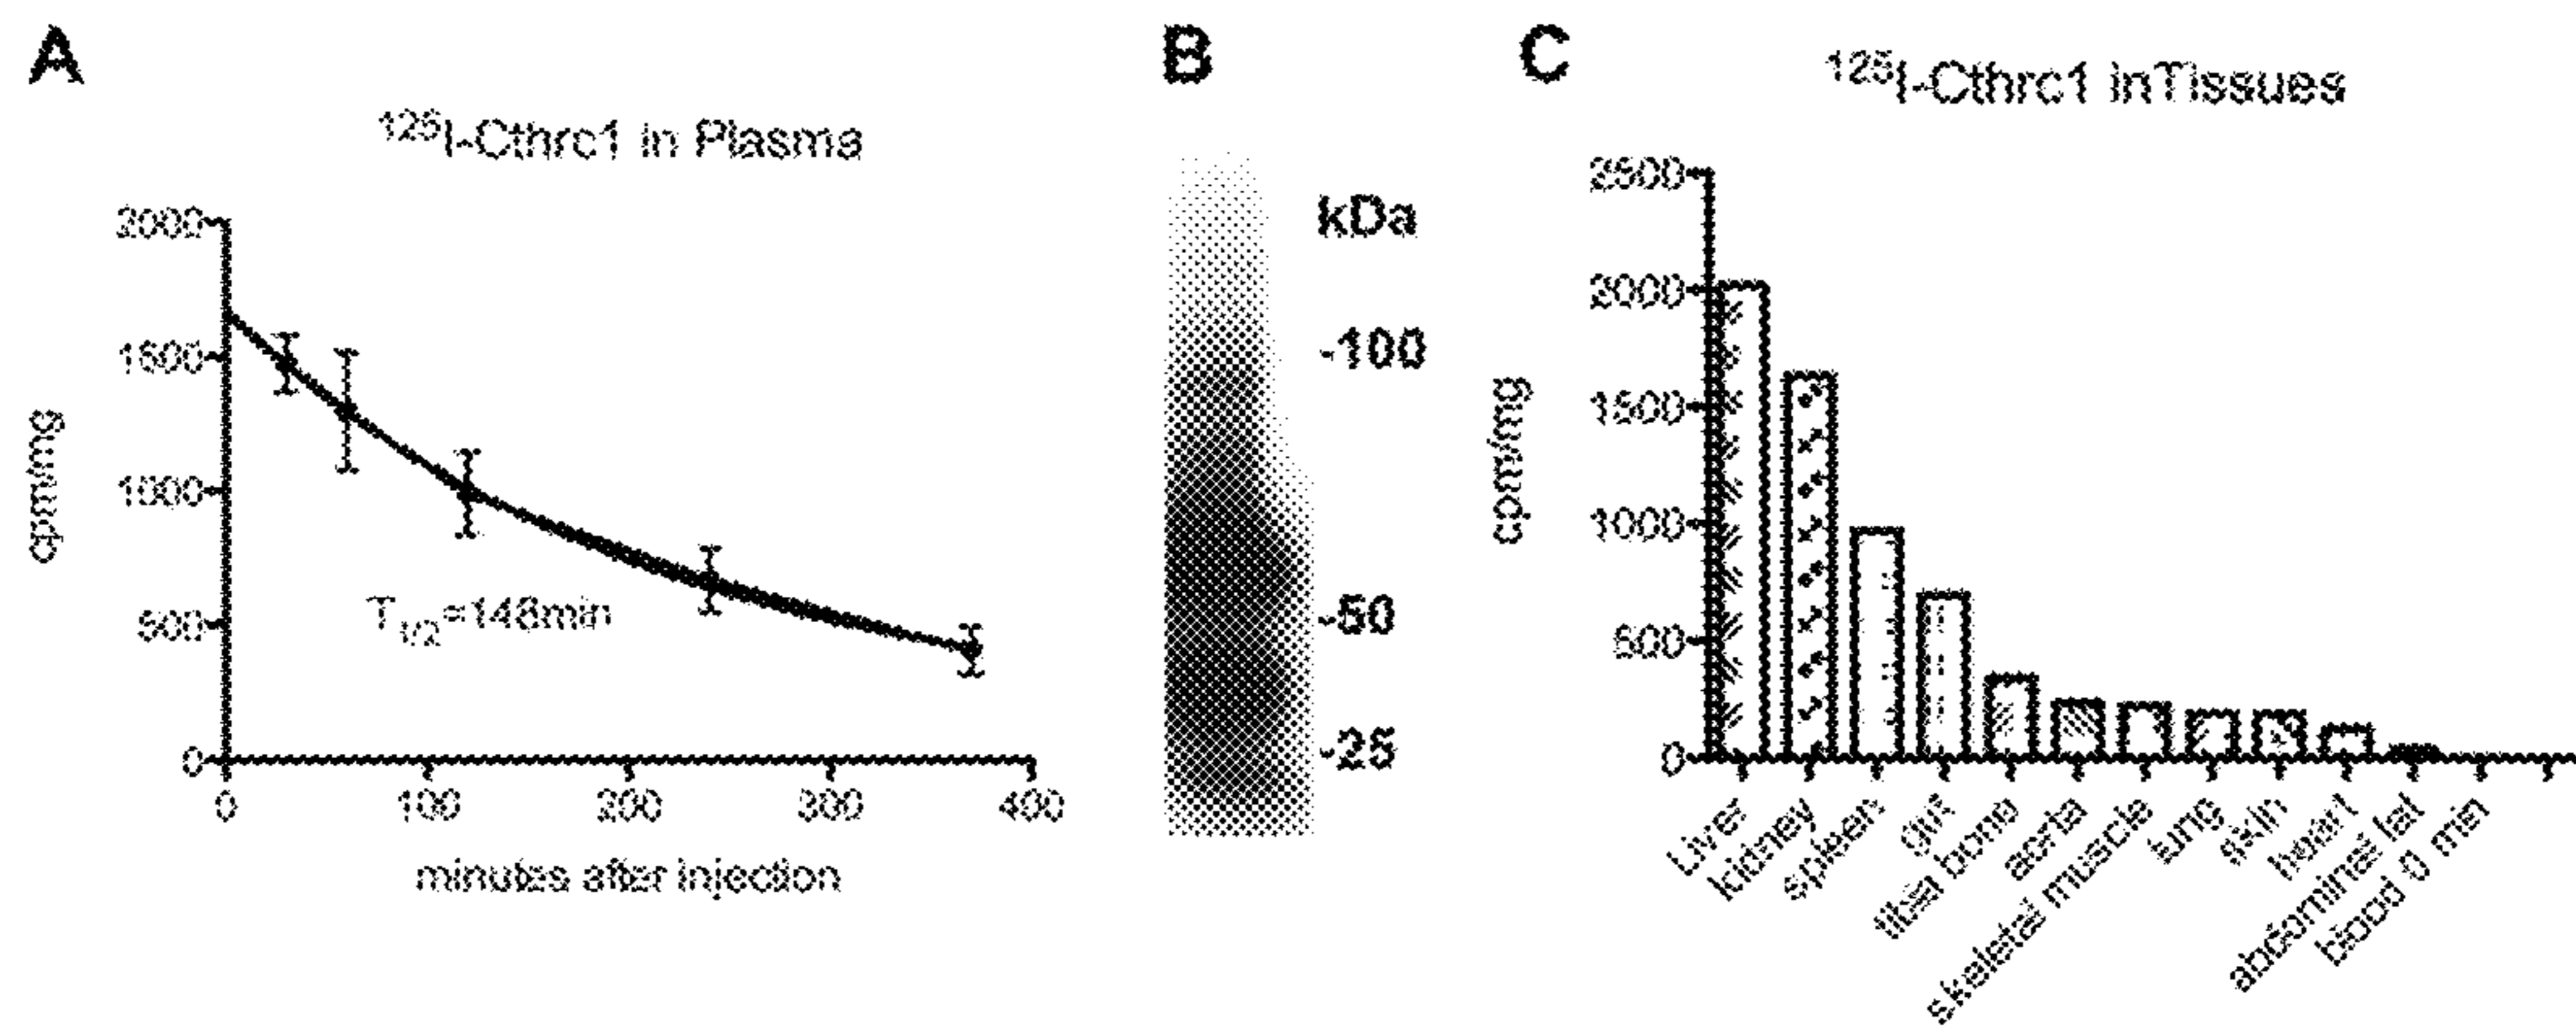 A
125I-Cthrc1 in Plasma
2000
1500
1000
500
0
cpm/mg
T1/2=146min
0 100 200 300 400
minutes after injection
B
kDa
-100
-50
-25
C
125I-Cthrc1 inTissues
2500
2000
1500
1000
500
0
cpm/mg
Liver
kidney
spleen
gut
tibia bone
aorta
skeletal muscle
lung
skin
heart
abdominal fat
blood 0 min